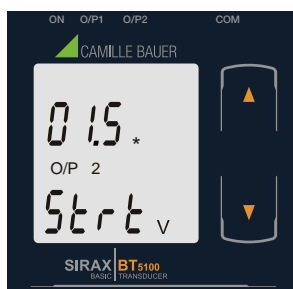 ON O/P1 O/P2 COM
CAMILLE BAUER
01.5 *
O/P 2
Strt V
SIRAX BT5100
BASIC TRANSDUCER